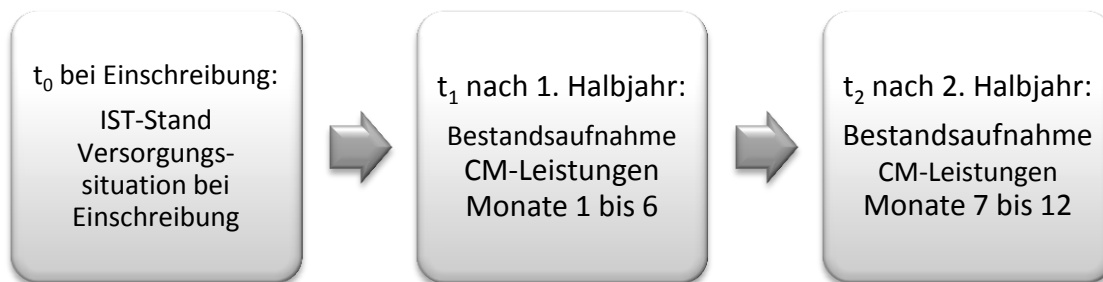 t₀ bei Einschreibung:
IST-Stand
Versorgungs-
situation bei
Einschreibung
t₁ nach 1. Halbjahr:
Bestandsaufnahme
CM-Leistungen
Monate 1 bis 6
t₂ nach 2. Halbjahr:
Bestandsaufnahme
CM-Leistungen
Monate 7 bis 12